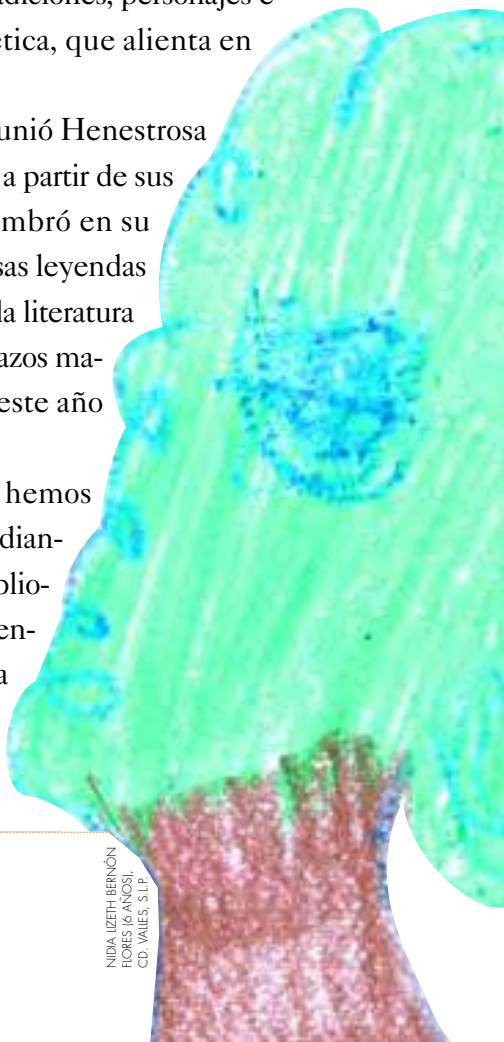 diciones, personajes e
ética, que alienta en
unió Henestrosa
a partir de sus
mbró en su
sas leyendas
la literatura
azos ma-
este año
hemos
dian-
blio-
en-
a
NIDIA LIZETH BERNÓN
FLORES (6 AÑOS),
CD. VALLES, S.L.P.